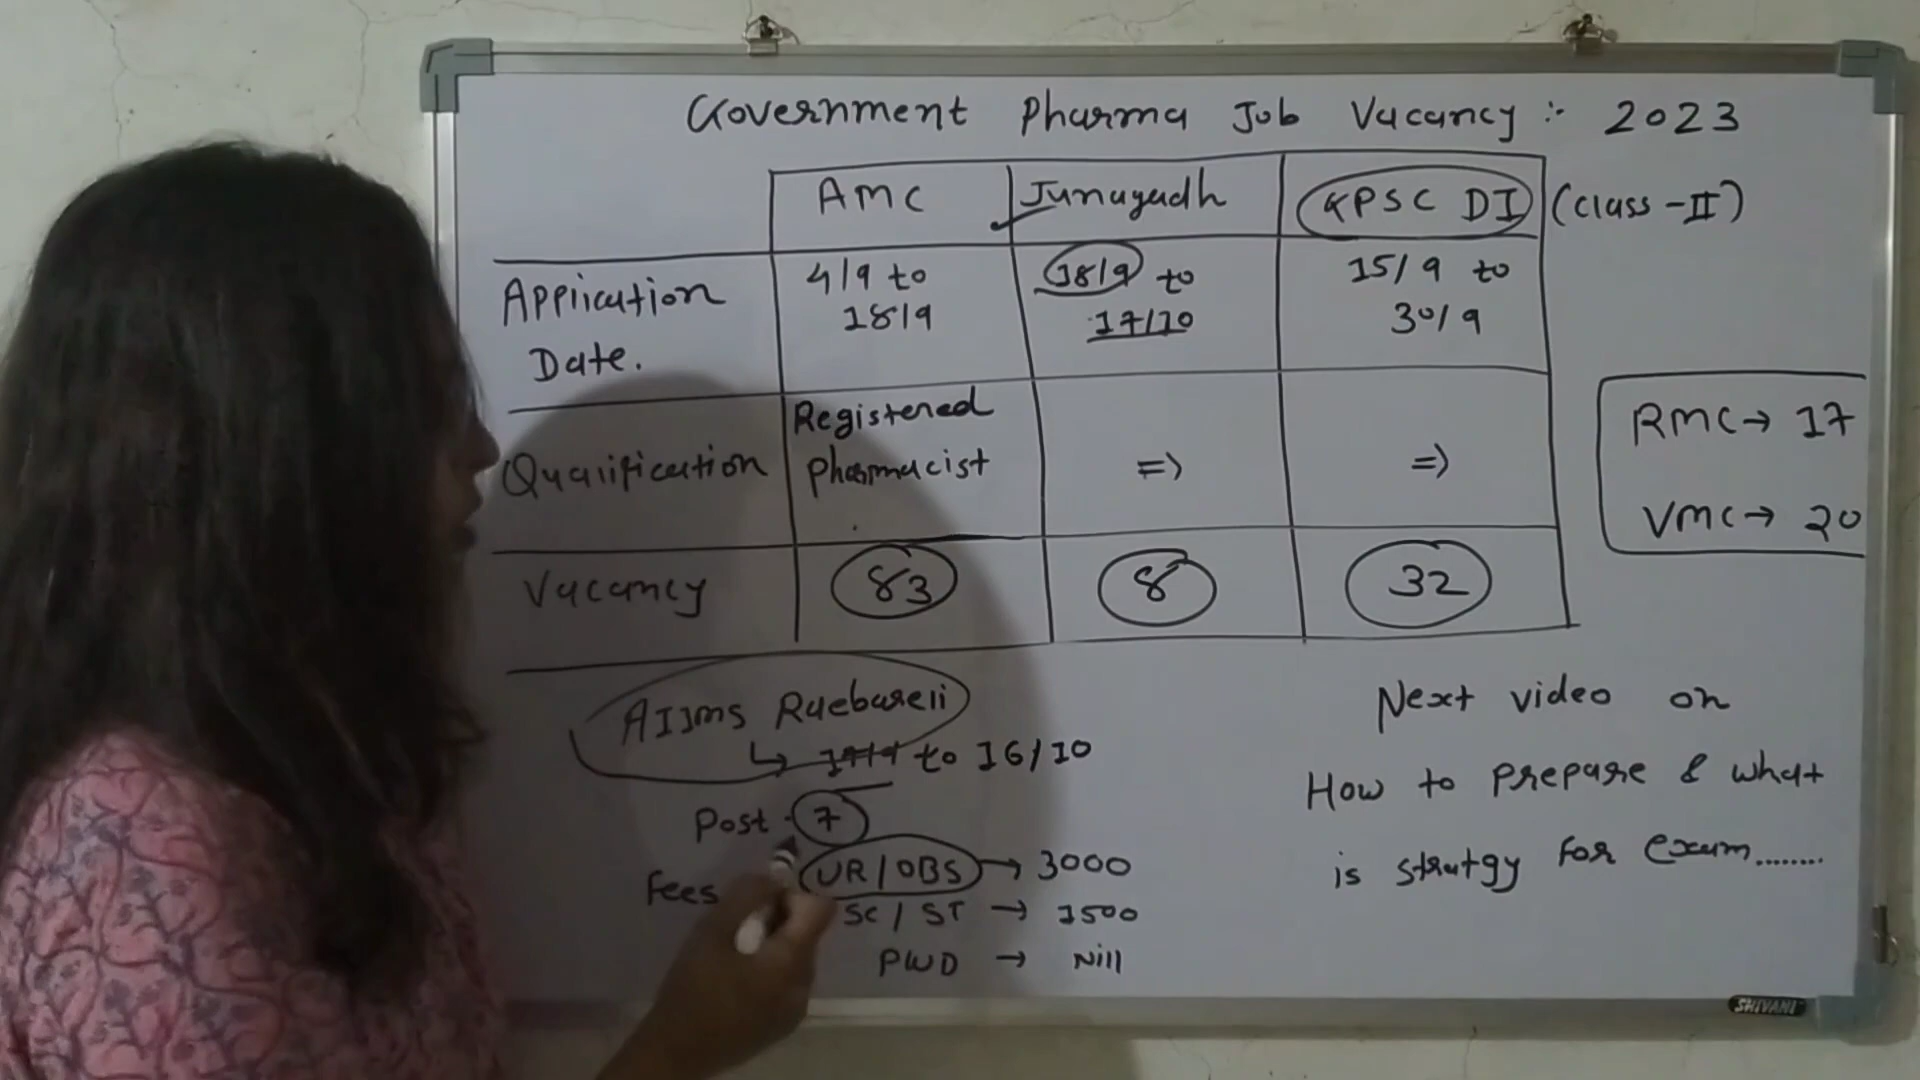 Government Pharma Job Vacancy :- 2023
AMC Junagadh GPSC DI (Class-II)
Application Date. 4/9 to 18/9
18/9 to 17/10
15/9 to 30/9
Qualification Registered pharmacist => =>
Vacancy 83 8 32
RMC → 17
VMC → 20
AIIMS Raebareli
↳ to 16/10
Post - 7
Fees UR/OBS → 3000
SC / ST → 1500
PWD → Nill
Next video on
How to prepare & what
is stratgy for exam........
SHIVANI